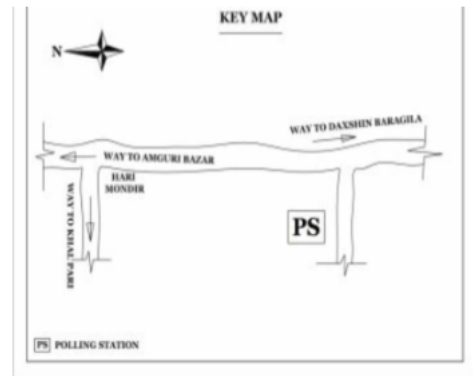 KEY MAP
N
WAY TO DAXSHIN BARAGILA
WAY TO AMGURI BAZAR
HARI
MONDIR
WAY TO KHAL PARI
PS
PS POLLING STATION